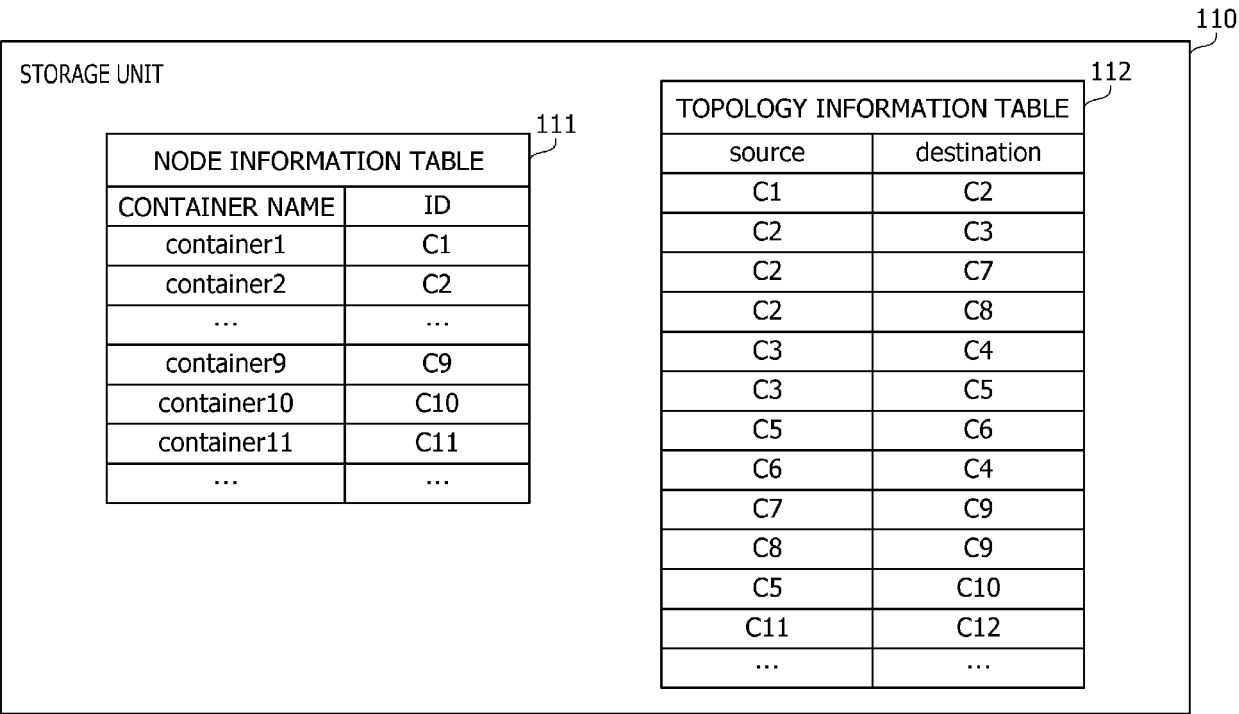 110
STORAGE UNIT
111
NODE INFORMATION TABLE
CONTAINER NAME ID
container1 C1
container2 C2
... ...
container9 C9
container10 C10
container11 C11
... ...
112
TOPOLOGY INFORMATION TABLE
source destination
C1 C2
C2 C3
C2 C7
C2 C8
C3 C4
C3 C5
C5 C6
C6 C4
C7 C9
C8 C9
C5 C10
C11 C12
... ...